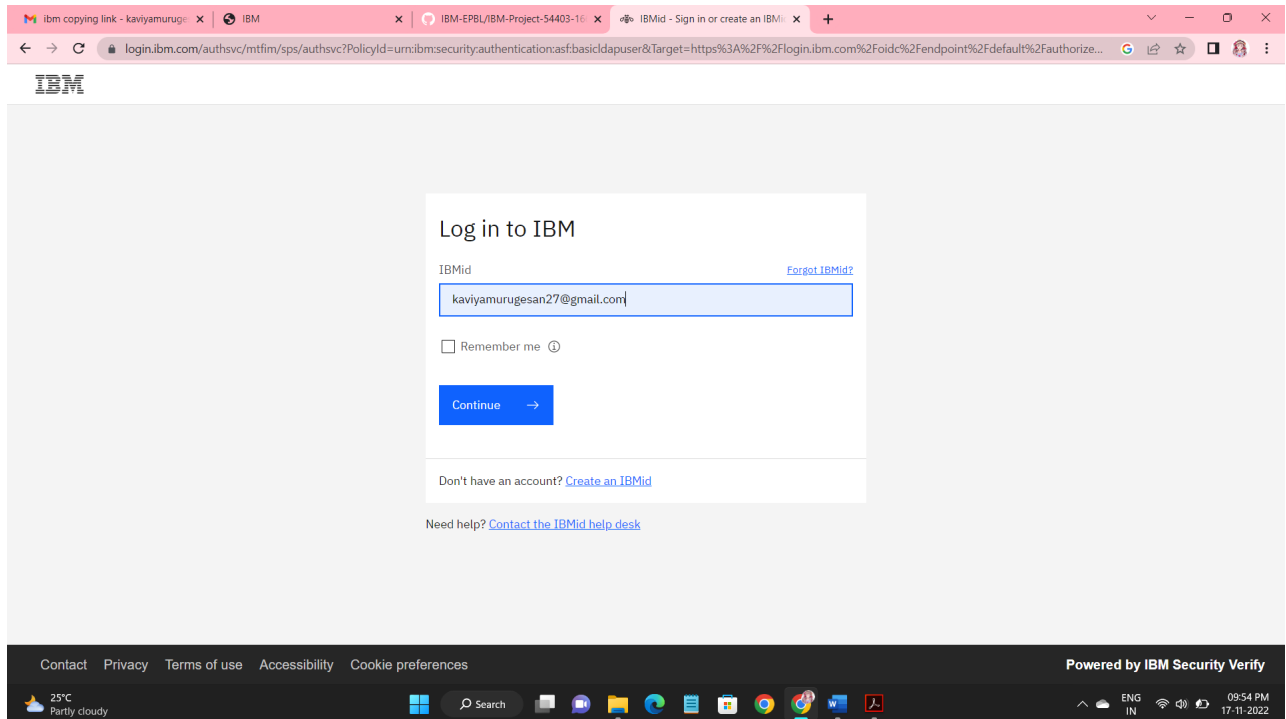 ibm copying link - kaviyamuruge
IBM
IBM-EPBL/IBM-Project-54403-16
IBMid - Sign in or create an IBMi
login.ibm.com/authsvc/mtfim/sps/authsvc?PolicyId=urn:ibm:security:authentication:asf:basicldapuser&Target=https%3A%2F%2Flogin.ibm.com%2Foidc%2Fendpoint%2Fdefault%2Fauthorize...
IBM
Log in to IBM
IBMid Forgot IBMid?
kaviyamurugesan27@gmail.com
Remember me
Continue
Don't have an account? Create an IBMid
Need help? Contact the IBMid help desk
Contact Privacy Terms of use Accessibility Cookie preferences Powered by IBM Security Verify
25°C
Partly cloudy
Search
ENG
IN
09:54 PM
17-11-2022